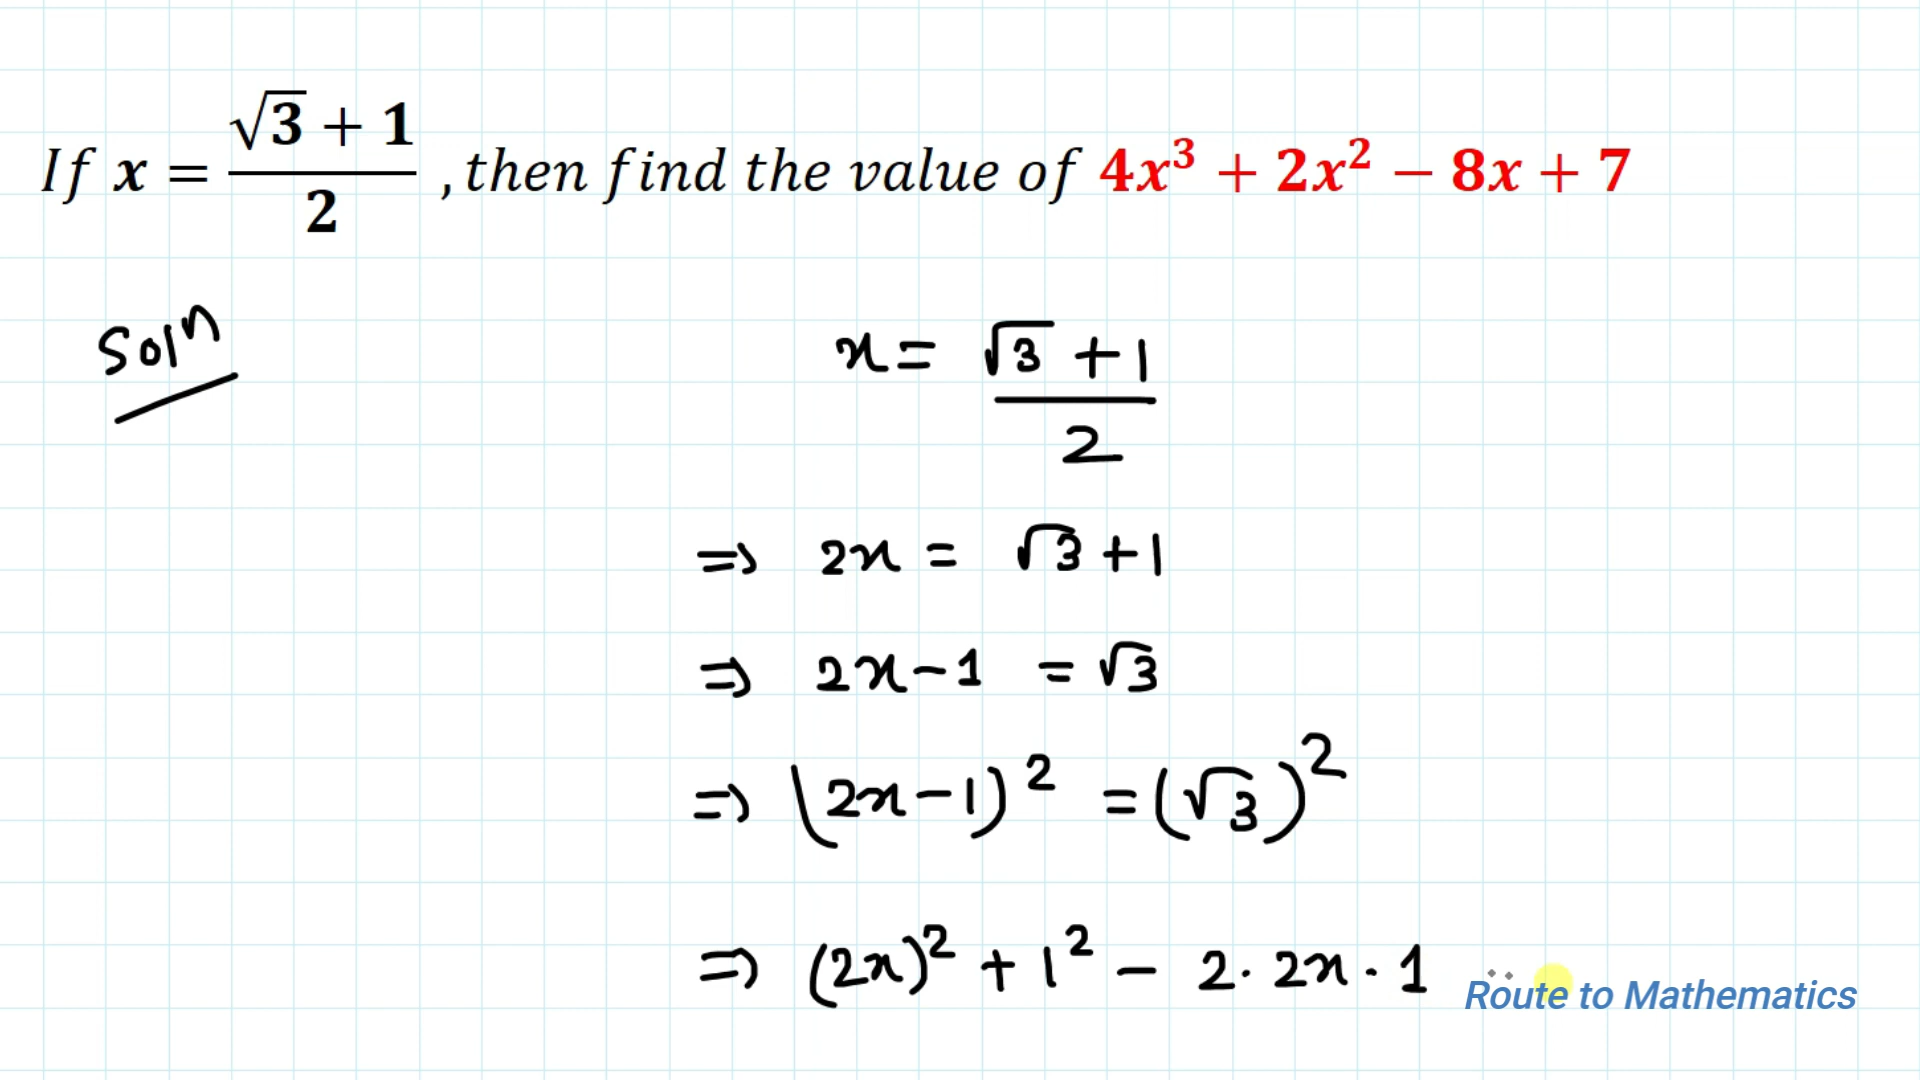 If x = (√3 + 1)/2 , then find the value of 4x³ + 2x² − 8x + 7
Soln
x = (√3 + 1)/2
⇒ 2x = √3 + 1
⇒ 2x − 1 = √3
⇒ (2x − 1)² = (√3)²
⇒ (2x)² + 1² − 2 · 2x · 1
Route to Mathematics